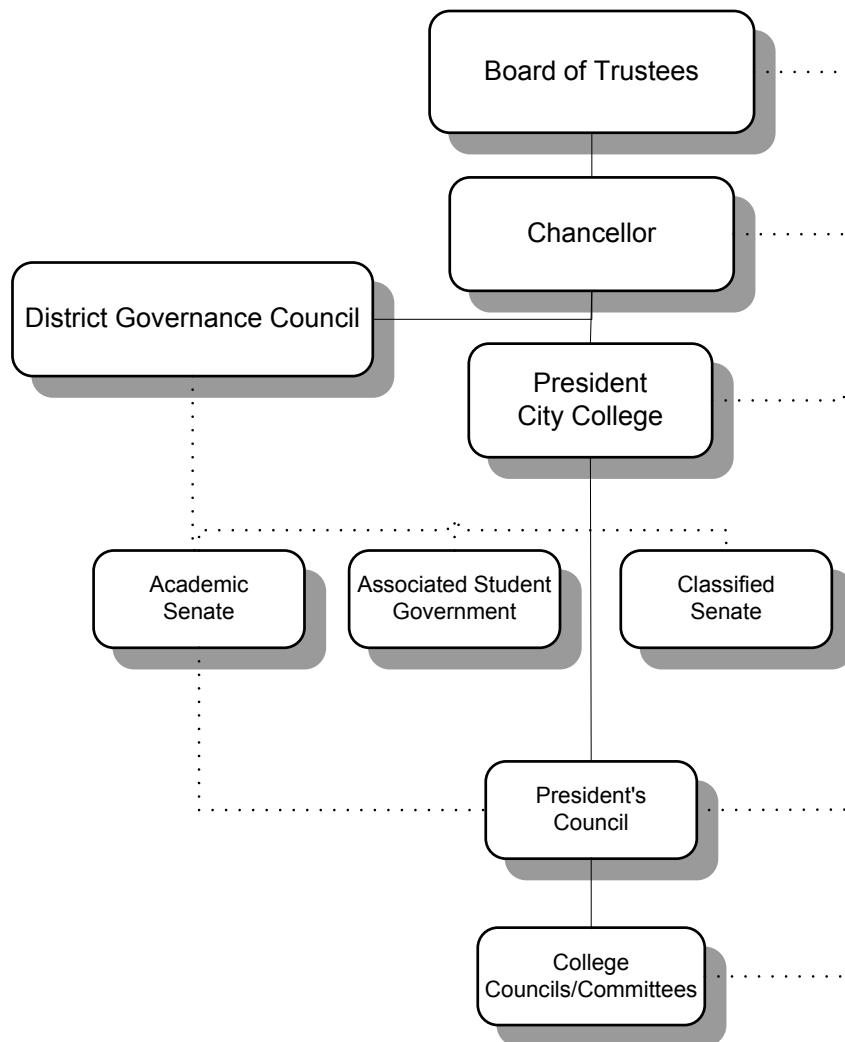 Board of Trustees
Chancellor
District Governance Council
President
City College
Academic
Senate
Associated Student
Government
Classified
Senate
President's
Council
College
Councils/Committees